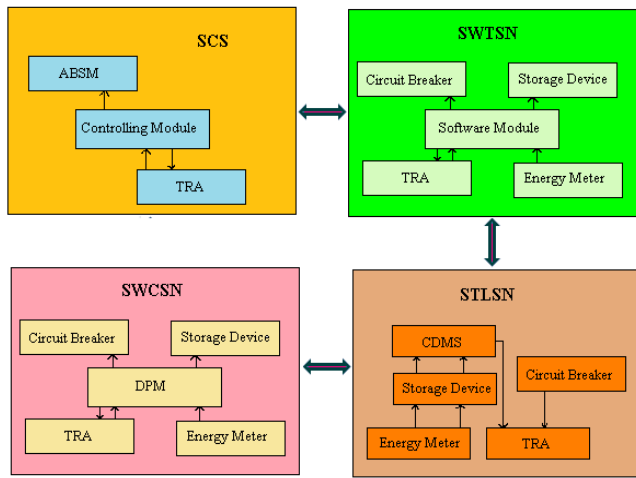 SCS
ABSM
Controlling Module
TRA
SWTSN
Circuit Breaker
Storage Device
Software Module
TRA
Energy Meter
SWCSN
Circuit Breaker
Storage Device
DPM
TRA
Energy Meter
STLSN
CDMS
Circuit Breaker
Storage Device
Energy Meter
TRA